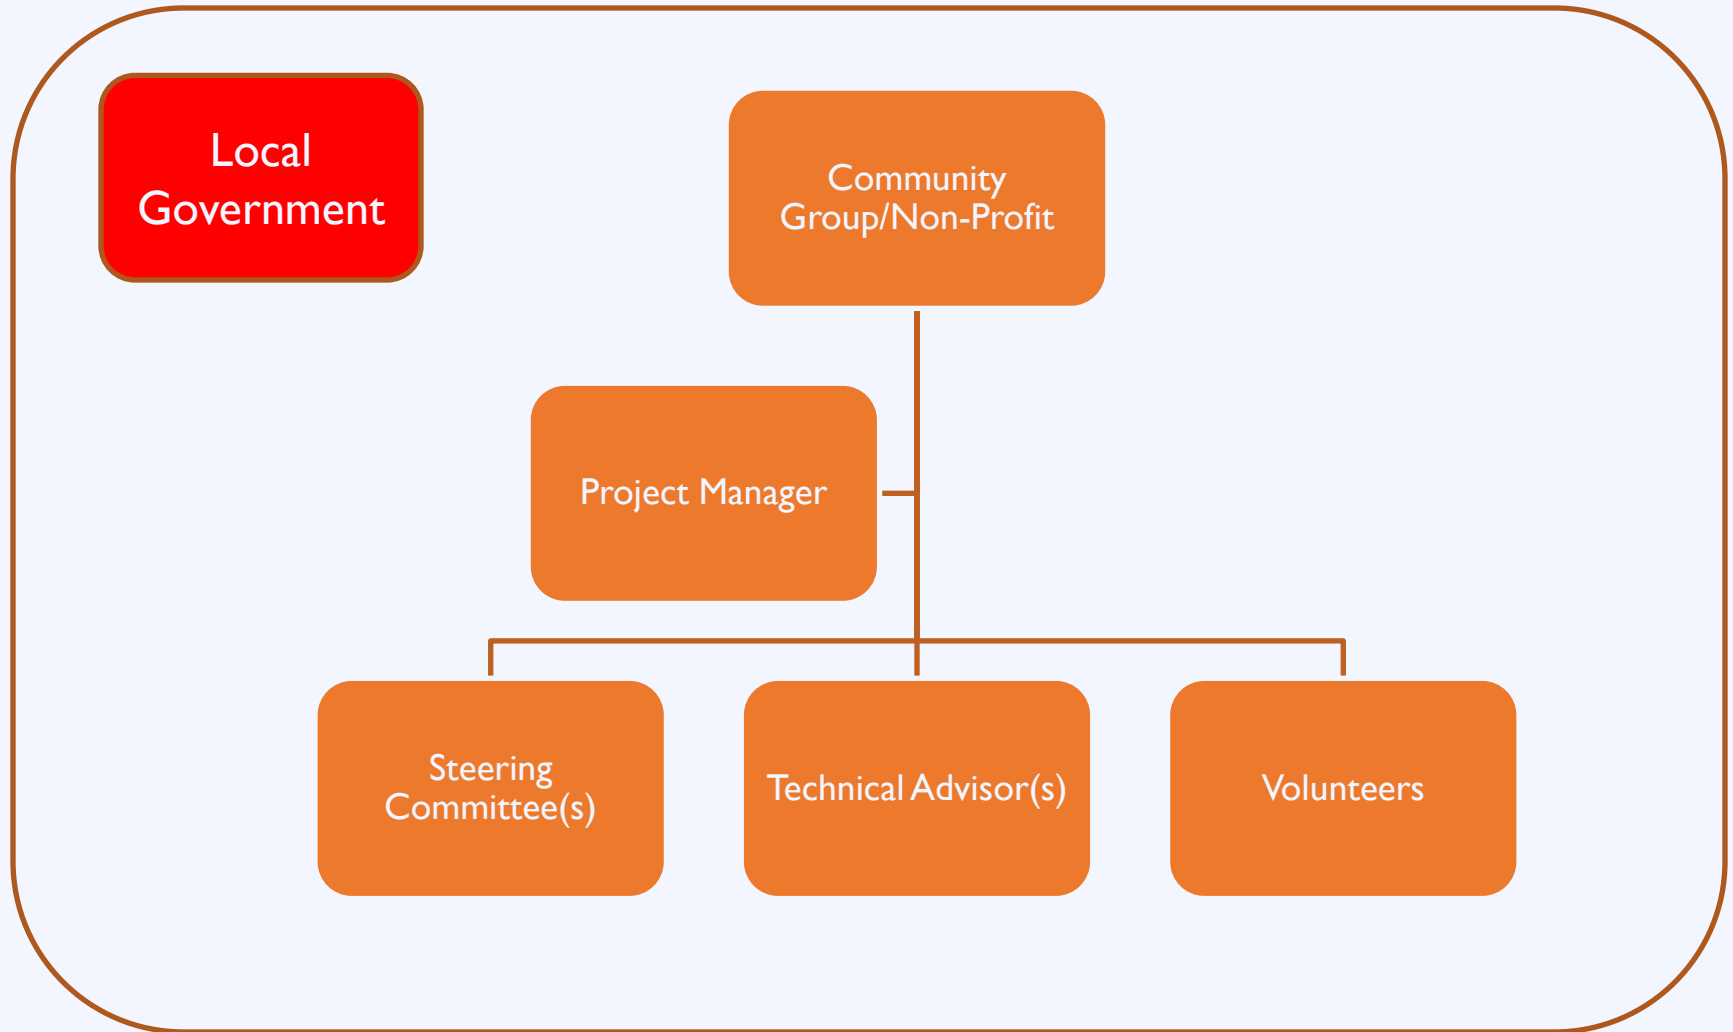 Local
Government
Community
Group/Non-Profit
Project Manager
Steering
Committee(s)
Technical Advisor(s)
Volunteers